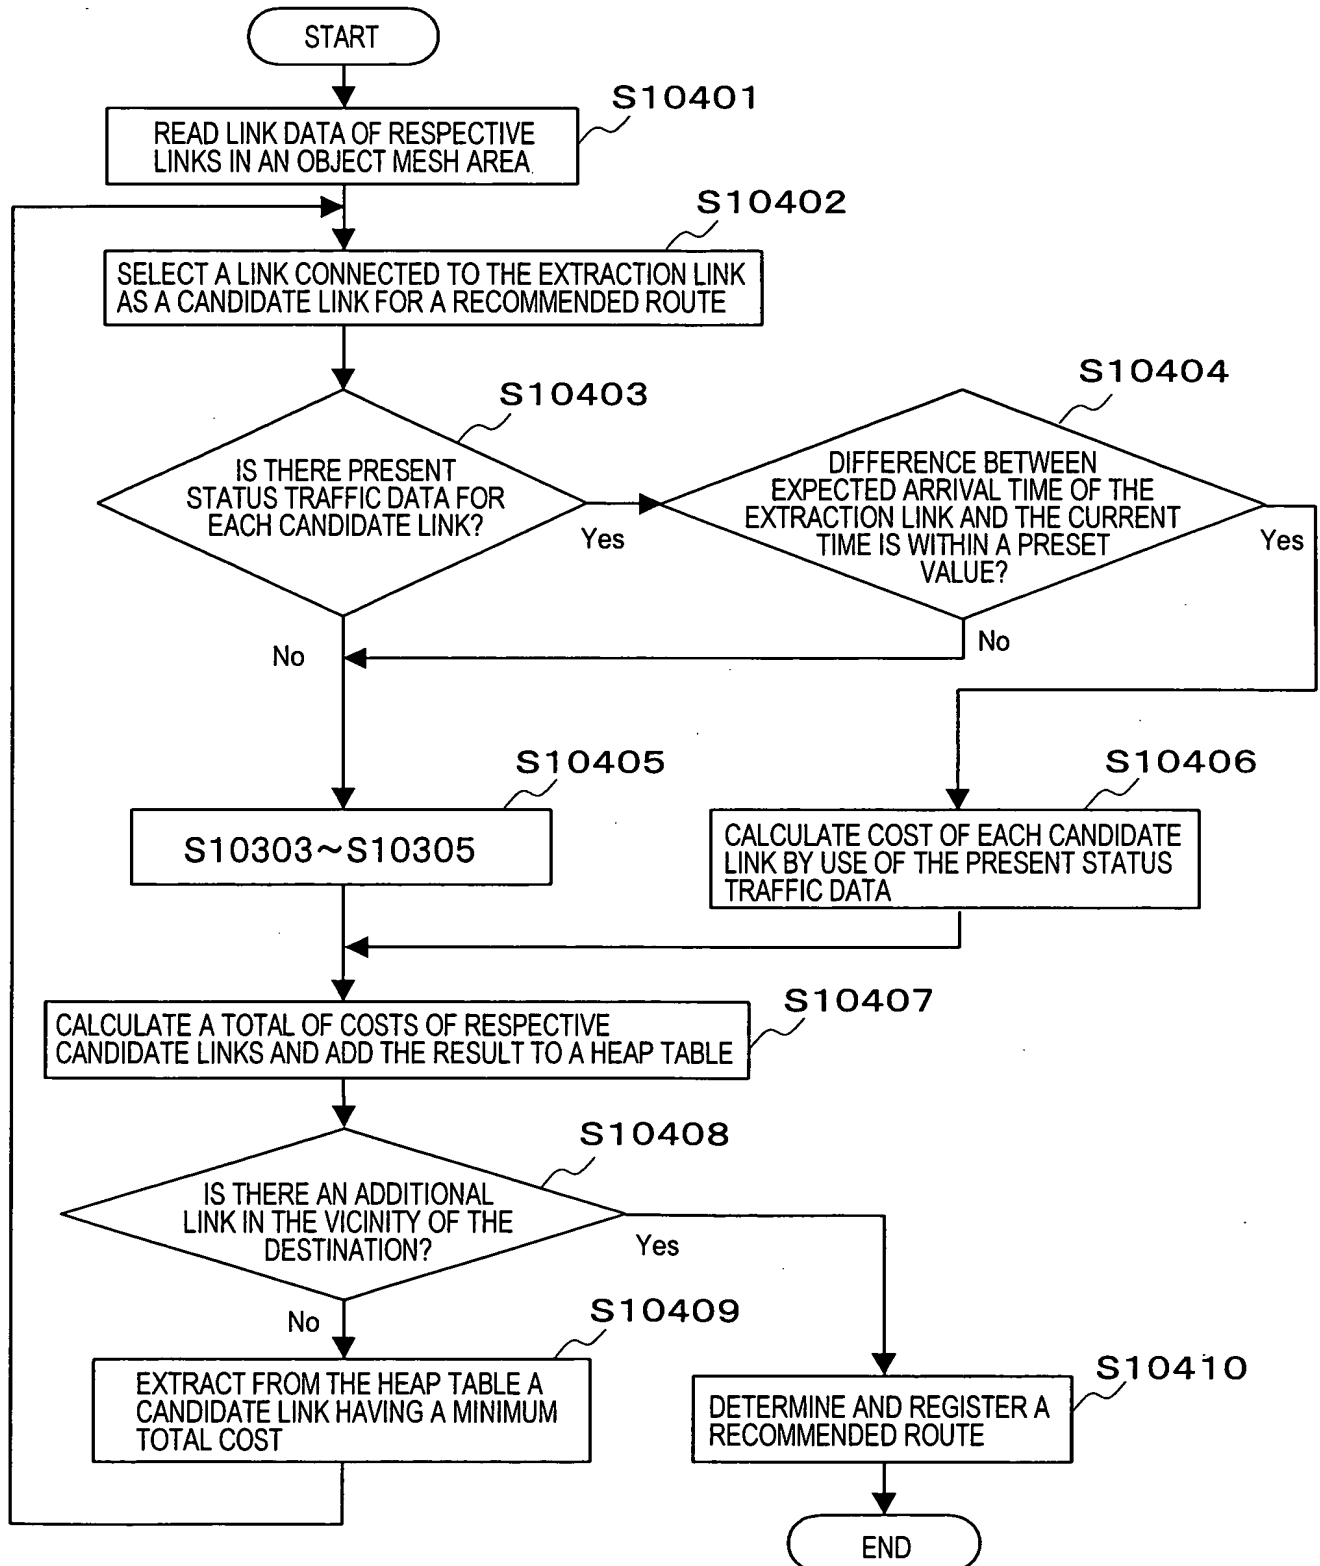 START
S10401
READ LINK DATA OF RESPECTIVE
LINKS IN AN OBJECT MESH AREA
S10402
SELECT A LINK CONNECTED TO THE EXTRACTION LINK
AS A CANDIDATE LINK FOR A RECOMMENDED ROUTE
S10403
IS THERE PRESENT
STATUS TRAFFIC DATA FOR
EACH CANDIDATE LINK?
Yes
No
S10404
DIFFERENCE BETWEEN
EXPECTED ARRIVAL TIME OF THE
EXTRACTION LINK AND THE CURRENT
TIME IS WITHIN A PRESET
VALUE?
Yes
No
S10405
S10303~S10305
S10406
CALCULATE COST OF EACH CANDIDATE
LINK BY USE OF THE PRESENT STATUS
TRAFFIC DATA
S10407
CALCULATE A TOTAL OF COSTS OF RESPECTIVE
CANDIDATE LINKS AND ADD THE RESULT TO A HEAP TABLE
S10408
IS THERE AN ADDITIONAL
LINK IN THE VICINITY OF THE
DESTINATION?
Yes
No
S10409
EXTRACT FROM THE HEAP TABLE A
CANDIDATE LINK HAVING A MINIMUM
TOTAL COST
S10410
DETERMINE AND REGISTER A
RECOMMENDED ROUTE
END